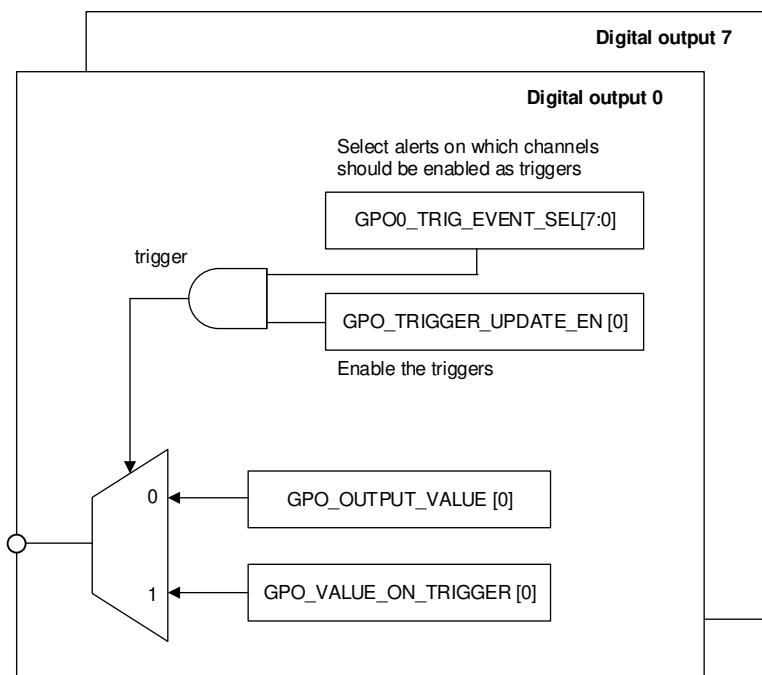 Digital output 7
Digital output 0
Select alerts on which channels
should be enabled as triggers
GPO0_TRIG_EVENT_SEL[7:0]
trigger
GPO_TRIGGER_UPDATE_EN [0]
Enable the triggers
0
GPO_OUTPUT_VALUE [0]
1
GPO_VALUE_ON_TRIGGER [0]